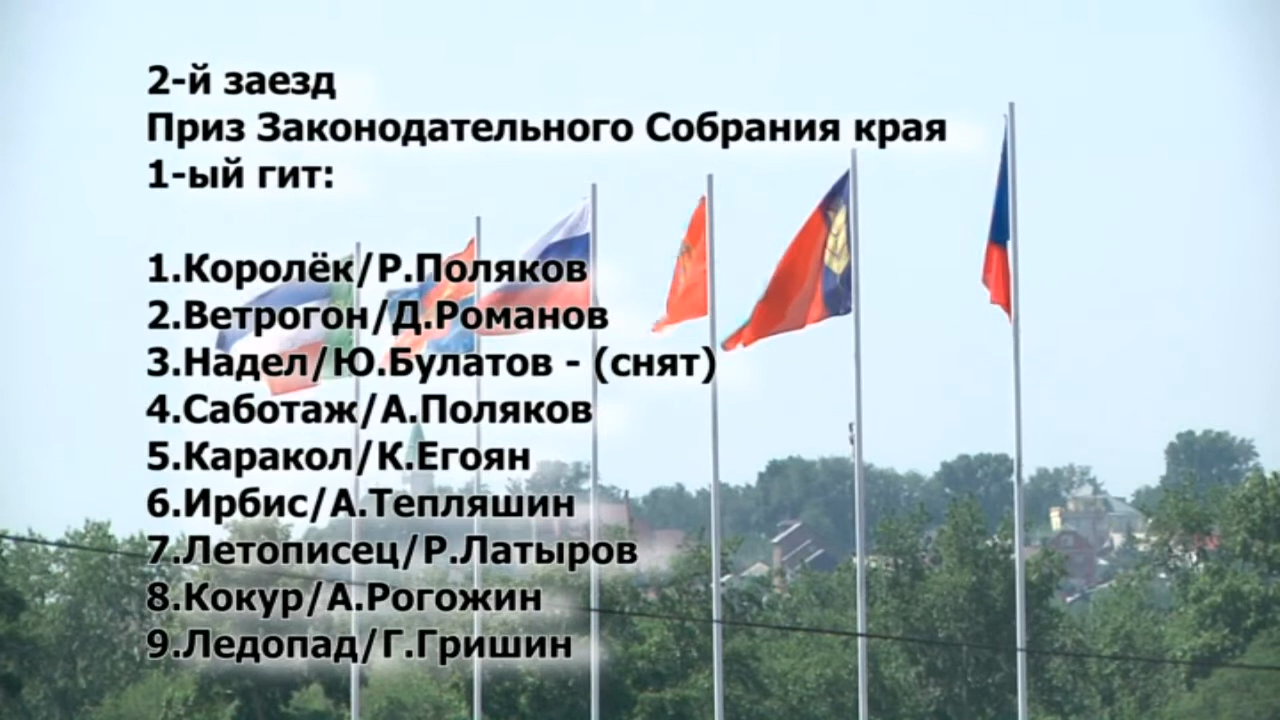 2-й заезд
Приз Законодательного Собрания края
1-ый гит:
1.Королёк/Р.Поляков
2.Ветрогон/Д.Романов
3.Надел/Ю.Булатов - (снят)
4.Саботаж/А.Поляков
5.Каракол/К.Егоян
6.Ирбис/А.Тепляшин
7.Летописец/Р.Латыров
8.Кокур/А.Рогожин
9.Ледопад/Г.Гришин